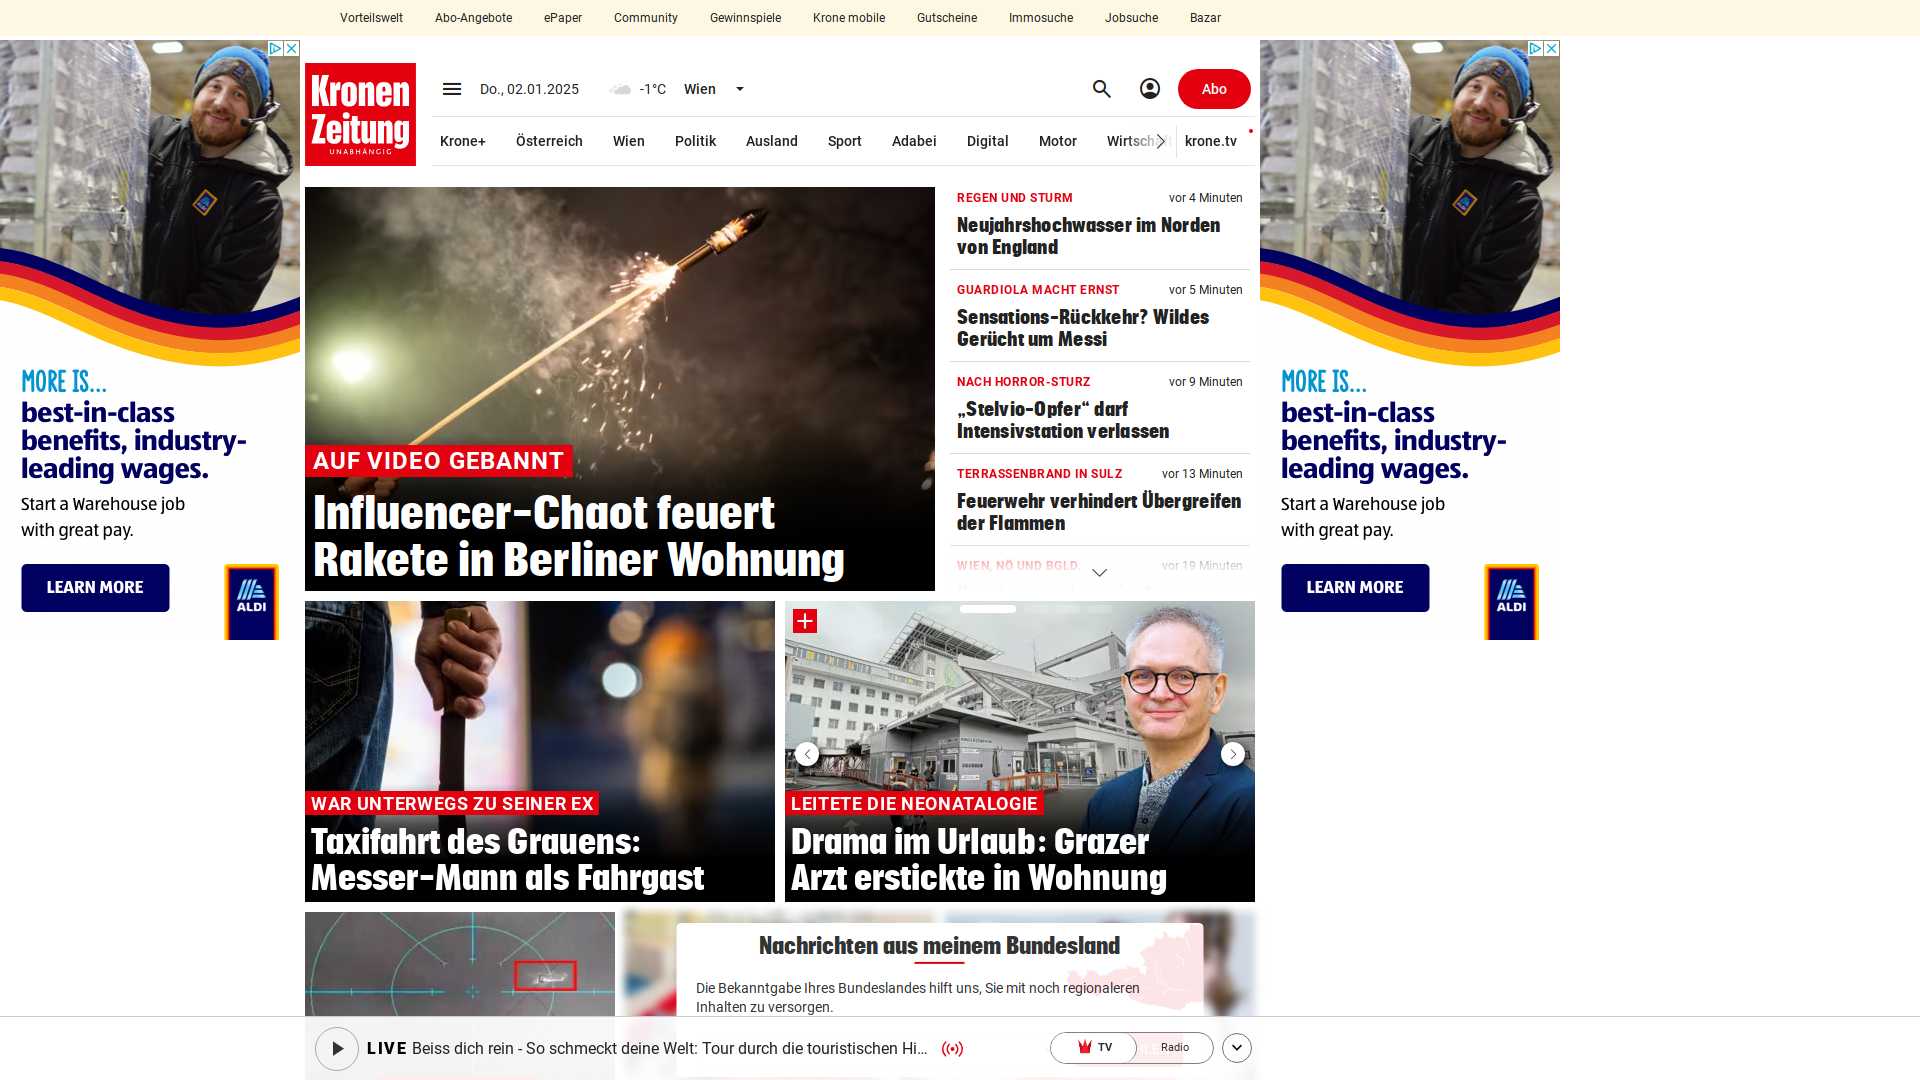 Vorteilswelt Abo-Angebote ePaper Community Gewinnspiele Krone mobile Gutscheine Immosuche Jobsuche Bazar
Kronen
Zeitung
UNABHÄNGIG
Do., 02.01.2025 -1°C Wien
Abo
Krone+ Österreich Wien Politik Ausland Sport Adabei Digital Motor Wirtschaft krone.tv
AUF VIDEO GEBANNT
Influencer-Chaot feuert
Rakete in Berliner Wohnung
REGEN UND STURM vor 4 Minuten
Neujahrshochwasser im Norden
von England
GUARDIOLA MACHT ERNST vor 5 Minuten
Sensations-Rückkehr? Wildes
Gerücht um Messi
NACH HORROR-STURZ vor 9 Minuten
„Stelvio-Opfer“ darf
Intensivstation verlassen
TERRASSENBRAND IN SULZ vor 13 Minuten
Feuerwehr verhindert Übergreifen
der Flammen
WIEN, NÖ UND BGLD vor 19 Minuten
WAR UNTERWEGS ZU SEINER EX
Taxifahrt des Grauens:
Messer-Mann als Fahrgast
LEITETE DIE NEONATALOGIE
Drama im Urlaub: Grazer
Arzt erstickte in Wohnung
Nachrichten aus meinem Bundesland
Die Bekanntgabe Ihres Bundeslandes hilft uns, Sie mit noch regionaleren
Inhalten zu versorgen.
LIVE Beiss dich rein - So schmeckt deine Welt: Tour durch die touristischen Hi...
TV Radio
MORE IS...
best-in-class
benefits, industry-
leading wages.
Start a Warehouse job
with great pay.
LEARN MORE
ALDI
MORE IS...
best-in-class
benefits, industry-
leading wages.
Start a Warehouse job
with great pay.
LEARN MORE
ALDI